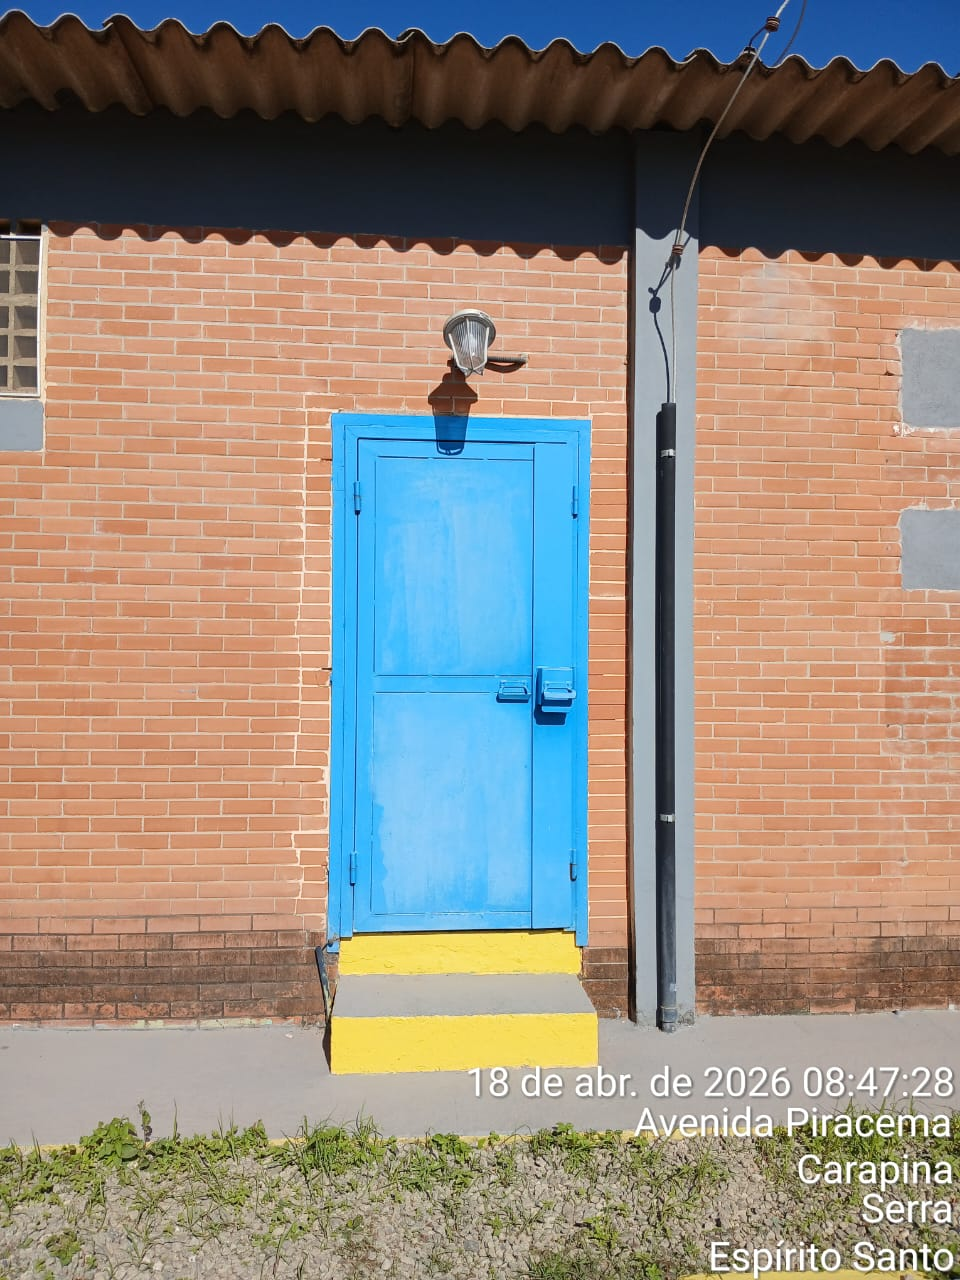 18 de abr. de 2026 08:47:28
Avenida Piracema
Carapina
Serra
Espírito Santo